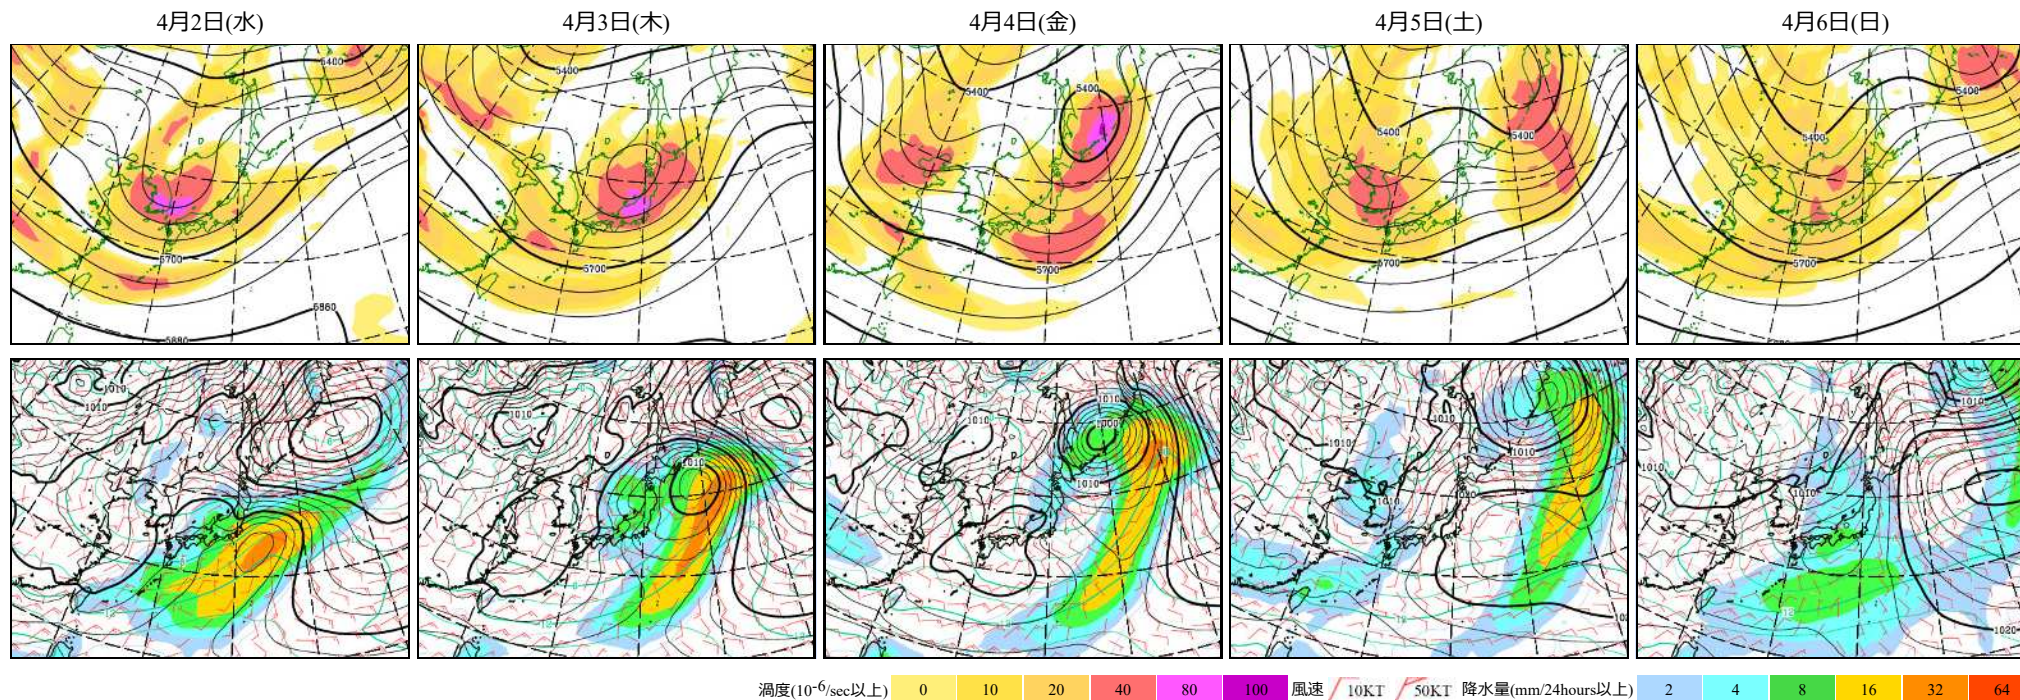 4月2日(水) 4月3日(木) 4月4日(金) 4月5日(土) 4月6日(日)
5400 5400 5400 5400 5400 5400 5400 5400
5700 5700 5700 5700 5700
5880
1010 1010 1010 1010 1010 1010 1010 1010 1010 1010 1010 1010 1010 1010
1000
1020 1020
渦度(10-6/sec以上) 0 10 20 40 80 100 風速 10KT 50KT 降水量(mm/24hours以上) 2 4 8 16 32 64